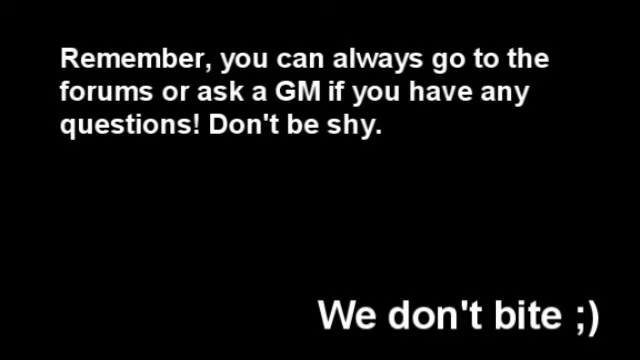 Remember, you can always go to the
forums or ask a GM if you have any
questions! Don't be shy.
We don't bite ;)